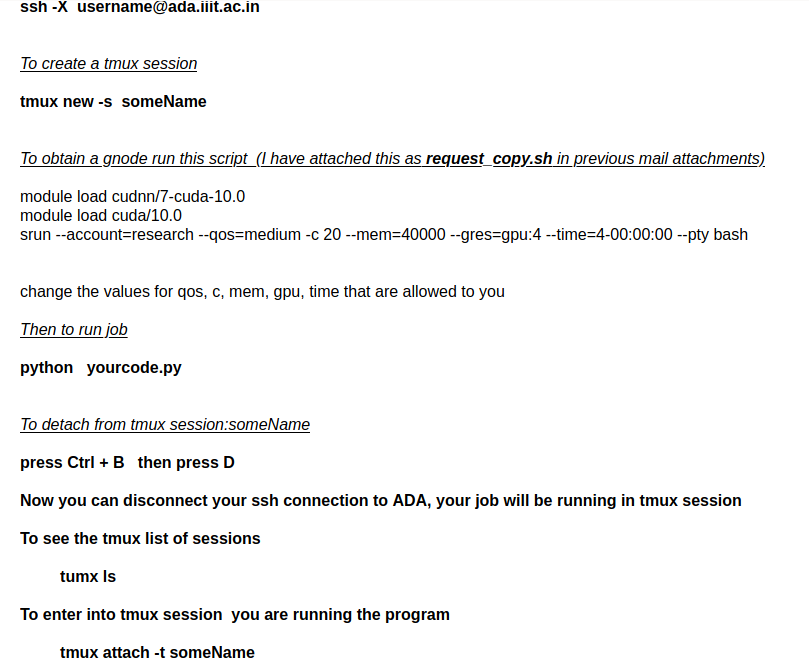 ssh -X  username@ada.iiit.ac.in
To create a tmux session
tmux new -s  someName
To obtain a gnode run this script  (I have attached this as request_copy.sh in previous mail attachments)
module load cudnn/7-cuda-10.0
module load cuda/10.0
srun --account=research --qos=medium -c 20 --mem=40000 --gres=gpu:4 --time=4-00:00:00 --pty bash
change the values for qos, c, mem, gpu, time that are allowed to you
Then to run job
python   yourcode.py
To detach from tmux session:someName
press Ctrl + B   then press D
Now you can disconnect your ssh connection to ADA, your job will be running in tmux session
To see the tmux list of sessions
tumx ls
To enter into tmux session  you are running the program
tmux attach -t someName